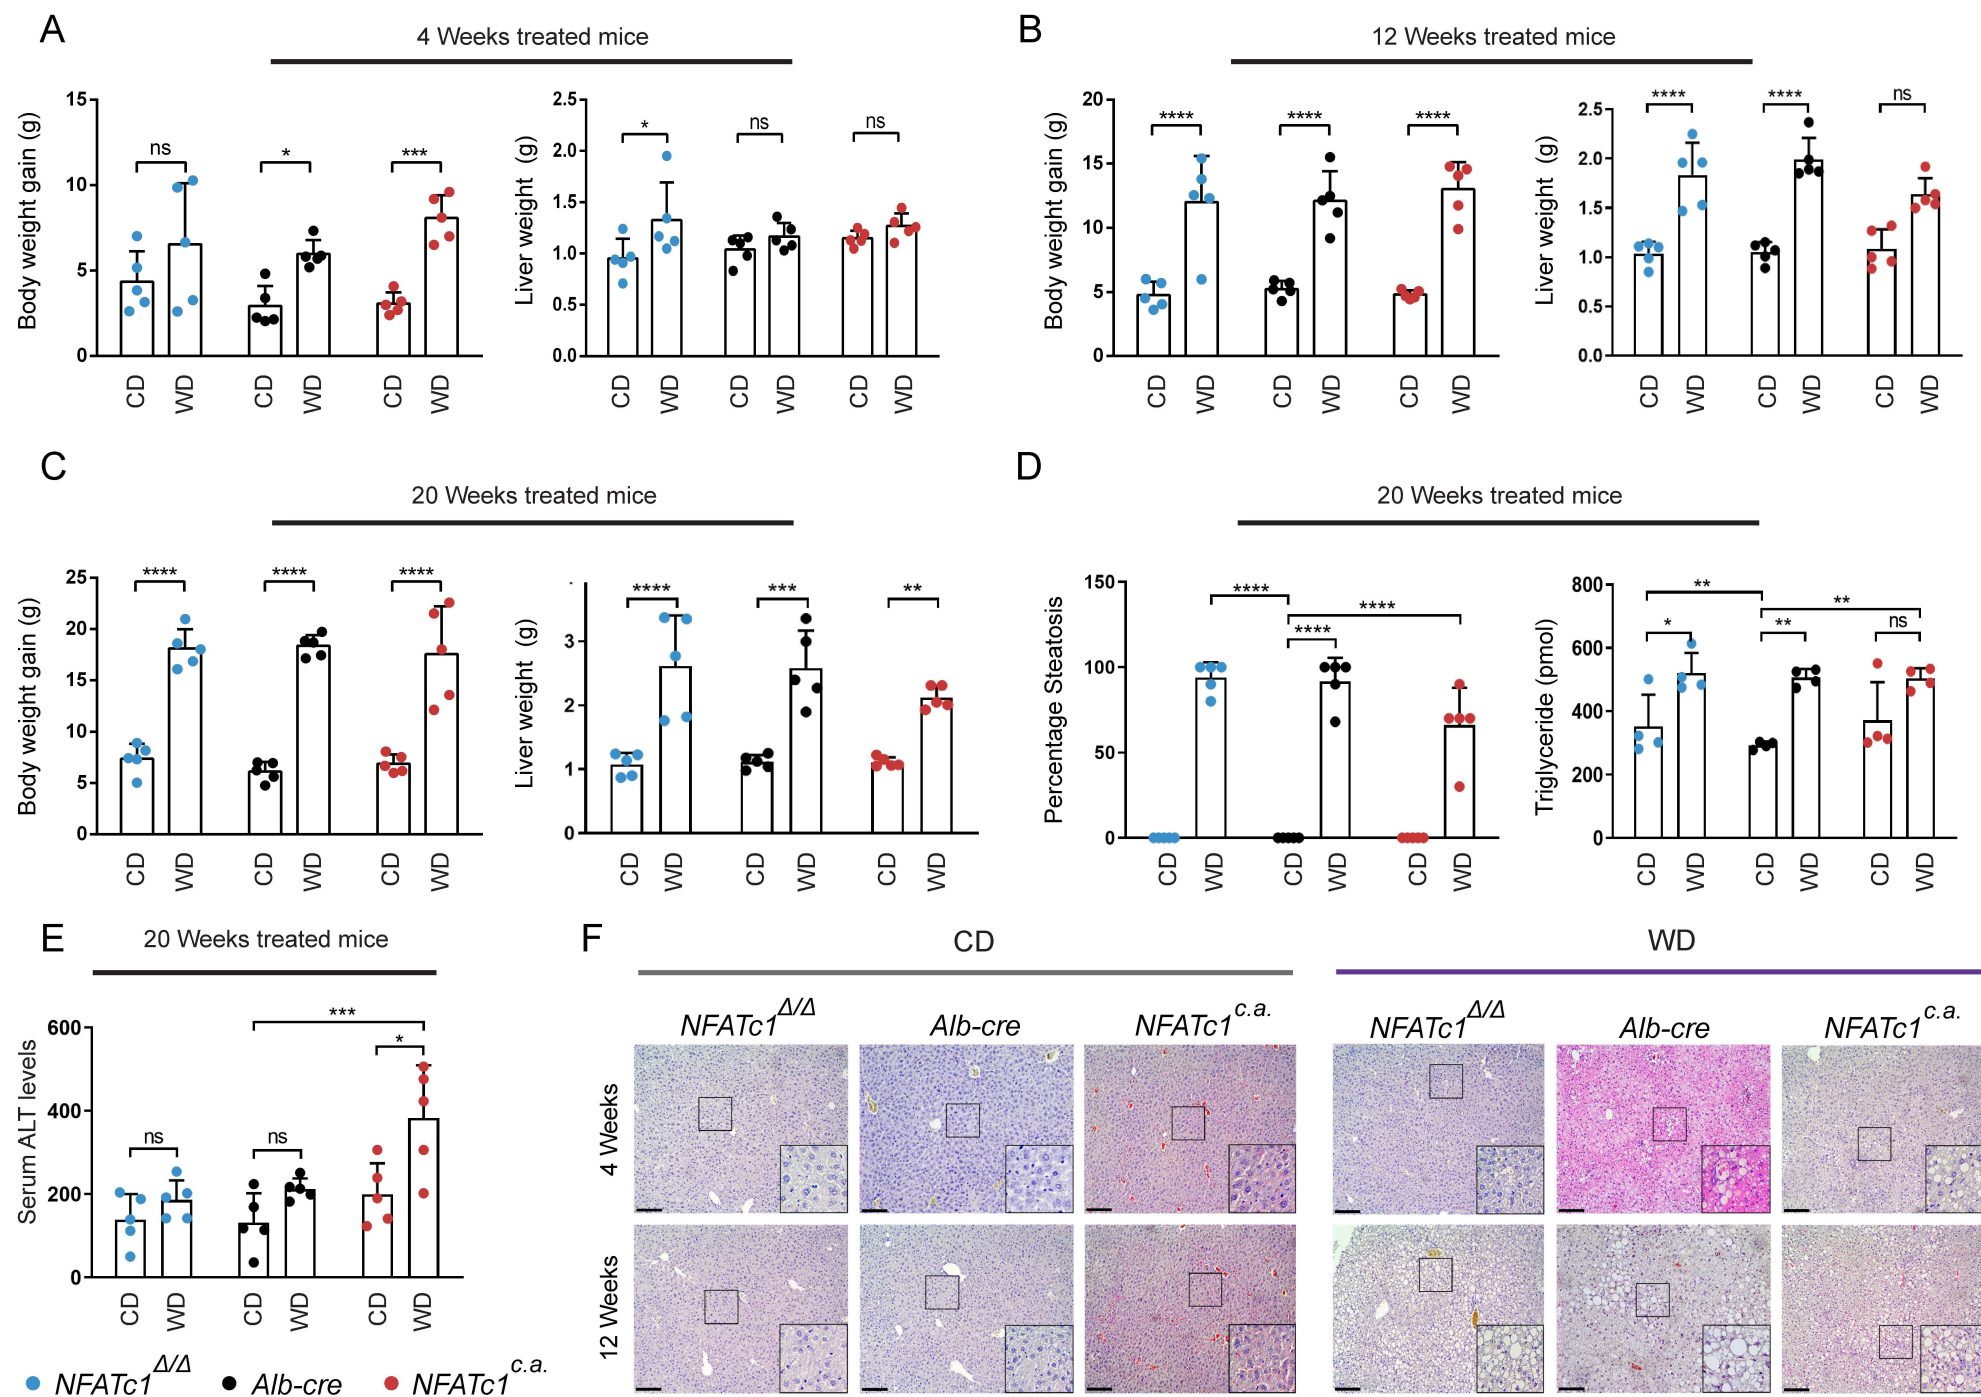 A
4 Weeks treated mice
Body weight gain (g)
15
10
5
0
ns
*
***
CD
WD
CD
WD
CD
WD
Liver weight (g)
2.5
2.0
1.5
1.0
0.5
0.0
*
ns
ns
CD
WD
CD
WD
CD
WD
B
12 Weeks treated mice
Body weight gain (g)
20
15
10
5
0
****
****
****
CD
WD
CD
WD
CD
WD
Liver weight (g)
2.5
2.0
1.5
1.0
0.5
0.0
****
****
ns
CD
WD
CD
WD
CD
WD
C
20 Weeks treated mice
Body weight gain (g)
25
20
15
10
5
0
****
****
****
CD
WD
CD
WD
CD
WD
Liver weight (g)
3
2
1
0
****
***
**
CD
WD
CD
WD
CD
WD
D
20 Weeks treated mice
Percentage Steatosis
150
100
50
0
****
****
****
CD
WD
CD
WD
CD
WD
Triglyceride (pmol)
800
600
400
200
0
**
**
*
**
ns
CD
WD
CD
WD
CD
WD
E
20 Weeks treated mice
Serum ALT levels
600
400
200
0
***
*
ns
ns
CD
WD
CD
WD
CD
WD
F
CD
WD
NFATc1^Δ/Δ
Alb-cre
NFATc1^c.a.
NFATc1^Δ/Δ
Alb-cre
NFATc1^c.a.
4 Weeks
12 Weeks
NFATc1^Δ/Δ
Alb-cre
NFATc1^c.a.